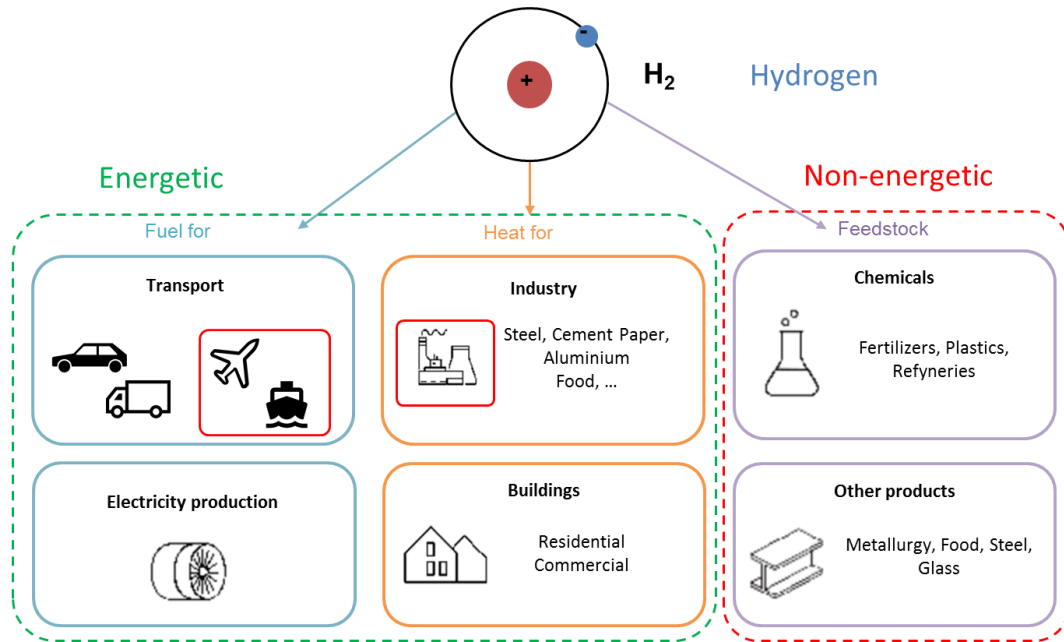 -
+
H₂
Hydrogen
Energetic
Non-energetic
Fuel for
Heat for
Feedstock
Transport
Industry
Steel, Cement Paper,
Aluminium
Food, ...
Chemicals
Fertilizers, Plastics,
Refyneries
Electricity production
Buildings
Residential
Commercial
Other products
Metallurgy, Food, Steel,
Glass